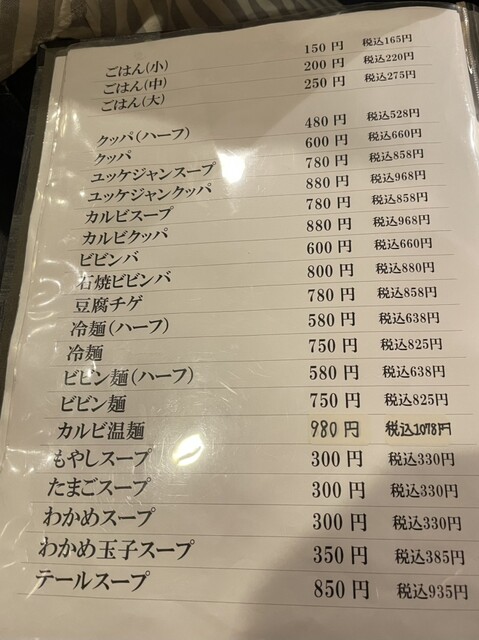 ごはん(小) 150円 税込165円
ごはん(中) 200円 税込220円
ごはん(大) 250円 税込275円
クッパ(ハーフ) 480円 税込528円
クッパ 600円 税込660円
ユッケジャンスープ 780円 税込858円
ユッケジャンクッパ 880円 税込968円
カルビスープ 780円 税込858円
カルビクッパ 880円 税込968円
ビビンバ 600円 税込660円
石焼ビビンバ 800円 税込880円
豆腐チゲ 780円 税込858円
冷麺(ハーフ) 580円 税込638円
冷麺 750円 税込825円
ビビン麺(ハーフ) 580円 税込638円
ビビン麺 750円 税込825円
カルビ温麺 980円 税込1078円
もやしスープ 300円 税込330円
たまごスープ 300円 税込330円
わかめスープ 300円 税込330円
わかめ玉子スープ 350円 税込385円
テールスープ 850円 税込935円